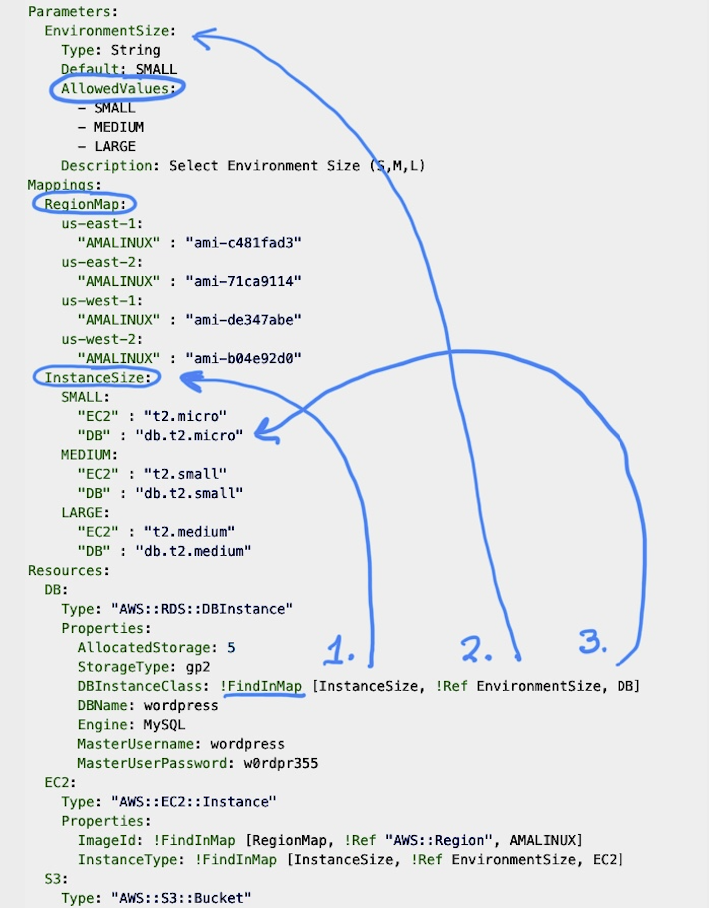 Parameters:
EnvironmentSize:
Type: String
Default: SMALL
AllowedValues:
- SMALL
- MEDIUM
- LARGE
Description: Select Environment Size (S,M,L)
Mappings:
RegionMap:
us-east-1:
"AMALINUX" : "ami-c481fad3"
us-east-2:
"AMALINUX" : "ami-71ca9114"
us-west-1:
"AMALINUX" : "ami-de347abe"
us-west-2:
"AMALINUX" : "ami-b04e92d0"
InstanceSize:
SMALL:
"EC2" : "t2.micro"
"DB" : "db.t2.micro"
MEDIUM:
"EC2" : "t2.small"
"DB" : "db.t2.small"
LARGE:
"EC2" : "t2.medium"
"DB" : "db.t2.medium"
Resources:
DB:
Type: "AWS::RDS::DBInstance"
Properties:
AllocatedStorage: 5
1. 2. 3.
StorageType: gp2
DBInstanceClass: !FindInMap [InstanceSize, !Ref EnvironmentSize, DB]
DBName: wordpress
Engine: MySQL
MasterUsername: wordpress
MasterUserPassword: w0rdpr355
EC2:
Type: "AWS::EC2::Instance"
Properties:
ImageId: !FindInMap [RegionMap, !Ref "AWS::Region", AMALINUX]
InstanceType: !FindInMap [InstanceSize, !Ref EnvironmentSize, EC2]
S3:
Type: "AWS::S3::Bucket"